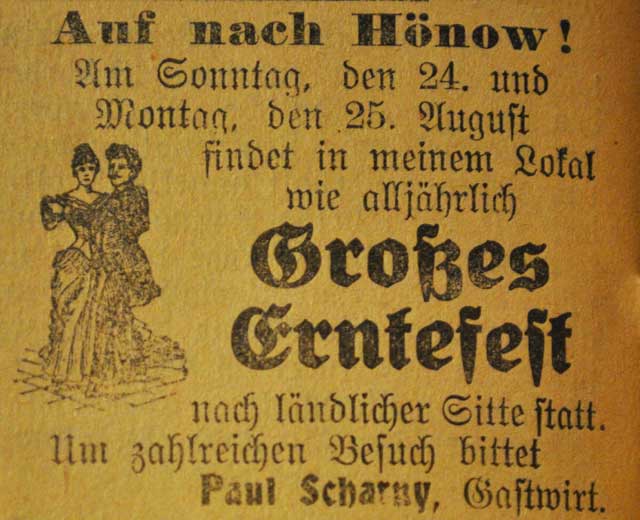 Auf nach Hönow!
Am Sonntag, den 24. und
Montag, den 25. August
findet in meinem Lokal
wie alljährlich
Großes
Erntefest
nach ländlicher Sitte statt.
Um zahlreichen Besuch bittet
Paul Scharny, Gastwirt.